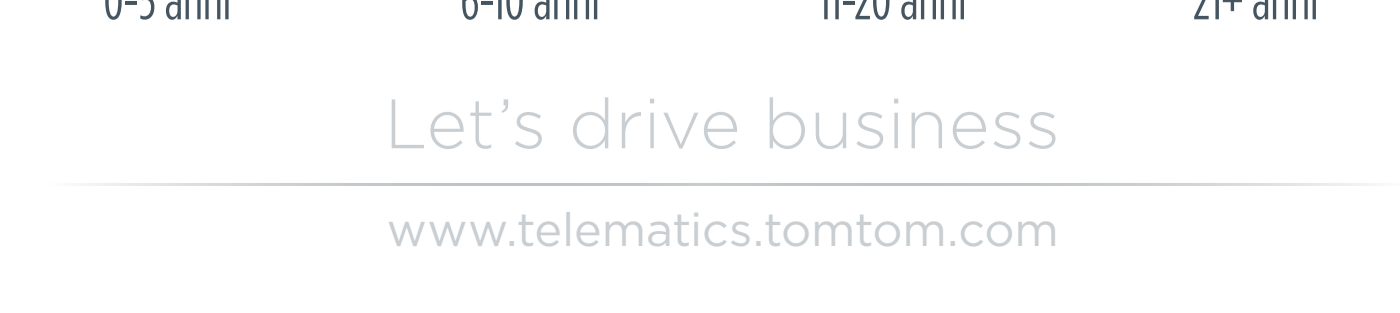 0-5 anni 6-10 anni 11-20 anni 21+ anni
Let's drive business
www.telematics.tomtom.com